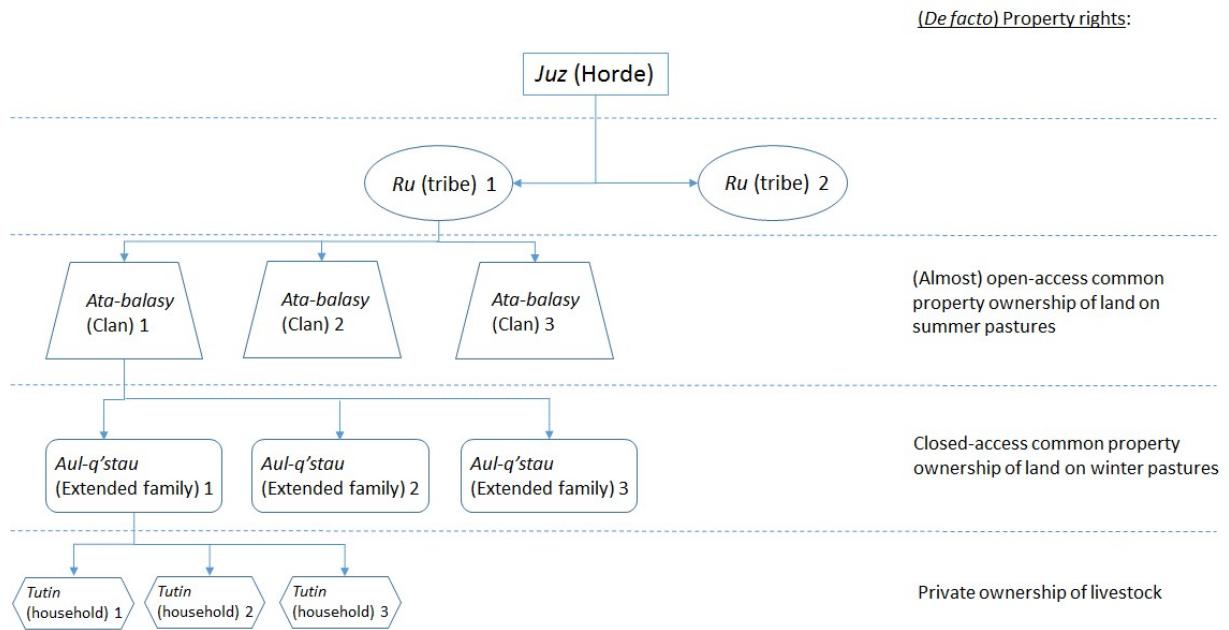 (De facto) Property rights:
Juz (Horde)
Ru (tribe) 1
Ru (tribe) 2
Ata-balasy
(Clan) 1
Ata-balasy
(Clan) 2
Ata-balasy
(Clan) 3
(Almost) open-access common
property ownership of land on
summer pastures
Aul-q’stau
(Extended family) 1
Aul-q’stau
(Extended family) 2
Aul-q’stau
(Extended family) 3
Closed-access common property
ownership of land on winter pastures
Tutin
(household) 1
Tutin
(household) 2
Tutin
(household) 3
Private ownership of livestock